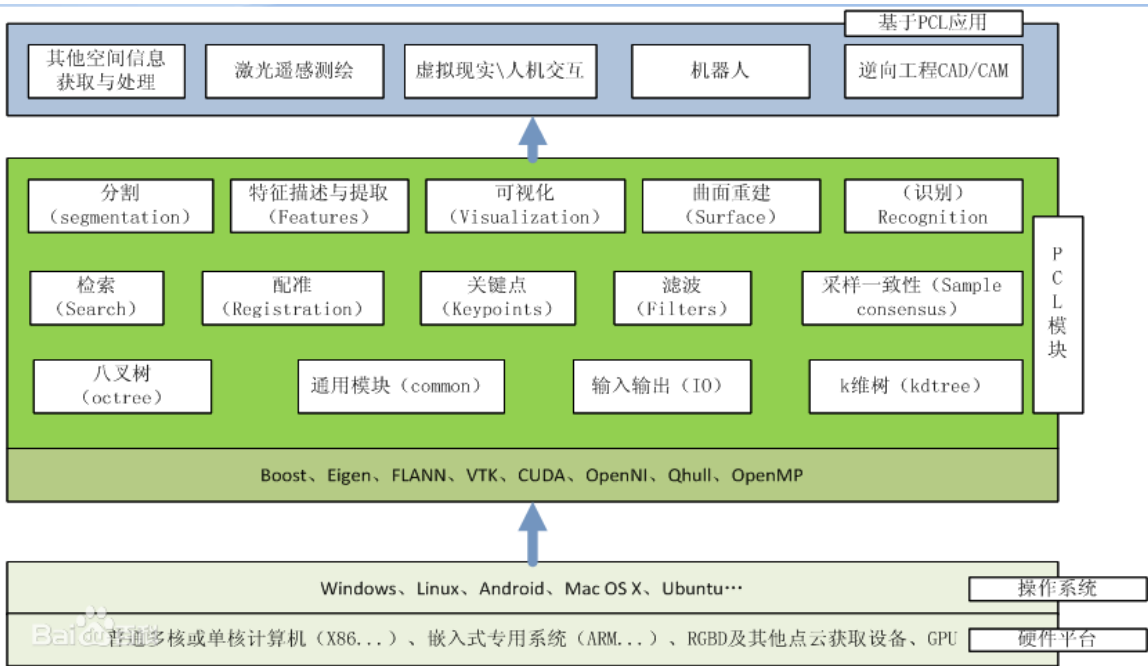 基于PCL应用
其他空间信息
获取与处理
激光遥感测绘
虚拟现实\人机交互
机器人
逆向工程CAD/CAM
分割
(segmentation)
特征描述与提取
(Features)
可视化
(Visualization)
曲面重建
(Surface)
(识别)
Recognition
PCL模块
检索
(Search)
配准
(Registration)
关键点
(Keypoints)
滤波
(Filters)
采样一致性(Sample
consensus)
八叉树
(octree)
通用模块(common)
输入输出(IO)
k维树(kdtree)
Boost、Eigen、FLANN、VTK、CUDA、OpenNI、Qhull、OpenMP
Windows、Linux、Android、Mac OS X、Ubuntu…
操作系统
普通多核或单核计算机(X86...)、嵌入式专用系统(ARM...)、RGBD及其他点云获取设备、GPU
硬件平台
Bai百科